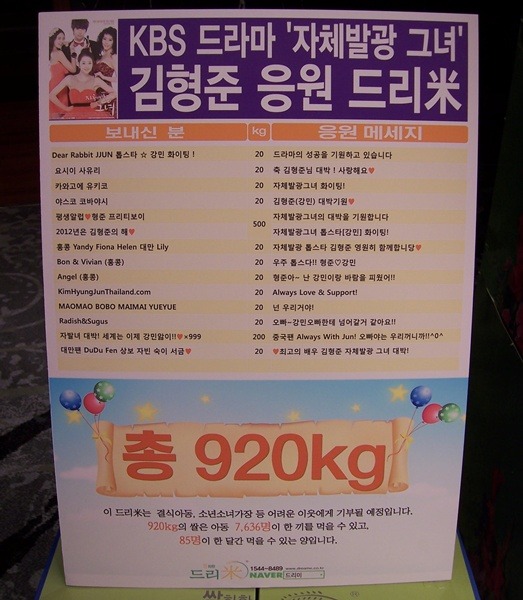 KBS 드라마 '자체발광 그녀'
김형준 응원 드리米
보내신 분 kg 응원 메세지
Dear Rabbit JJUN 톱스타 ☆ 강민 화이팅 ! 20 드라마의 성공을 기원하고 있습니다
요시이 사유리 20 축 김형준님 대박 ! 사랑해요♥
카와고에 유키코 20 자체발광그녀 화이팅!
야스코 코바야시 20 김형준(강민) 대박기원♥
평생알럽♥형준 프리티보이 자체발광그녀의 대박을 기원합니다
500
2012년은 김형준의 해♥ 자체발광그녀 톱스타[강민] 화이팅!
홍콩 Yandy Fiona Helen 대만 Lily 20 자체발광 톱스타 김형준 영원히 함께합니당♥
Bon & Vivian (홍콩) 20 우주 톱스다!! 형준♡강민
Angel (홍콩) 20 형준아~ 난 강민이랑 바람을 피웠어!!
KimHyungJunThailand.com 20 Always Love & Support!
MAOMAO BOBO MAIMAI YUEYUE 20 넌 우리거야!
Radish&Sugus 20 오빠~강민오빠한테 넘어갈거 같아요!!
자발녀 대박! 세계는 이제 강민앓이!!♥×999 200 중국팬 Always With Jun! 오빠야는 우리꺼니까!!^0^
대만팬 DuDu Fen 상보 자빈 숙이 서금♥ 20 ♥최고의 배우 김형준 자체발광 그녀 대박!
총 920kg
이 드리米는 결식아동, 소년소녀가장 등 어려운 이웃에게 기부될 예정입니다.
920kg의 쌀은 아동 7,636명이 한 끼를 먹을 수 있고,
85명이 한 달간 먹을 수 있는 양입니다.
드리米 1544-8489
NAVER 드리미